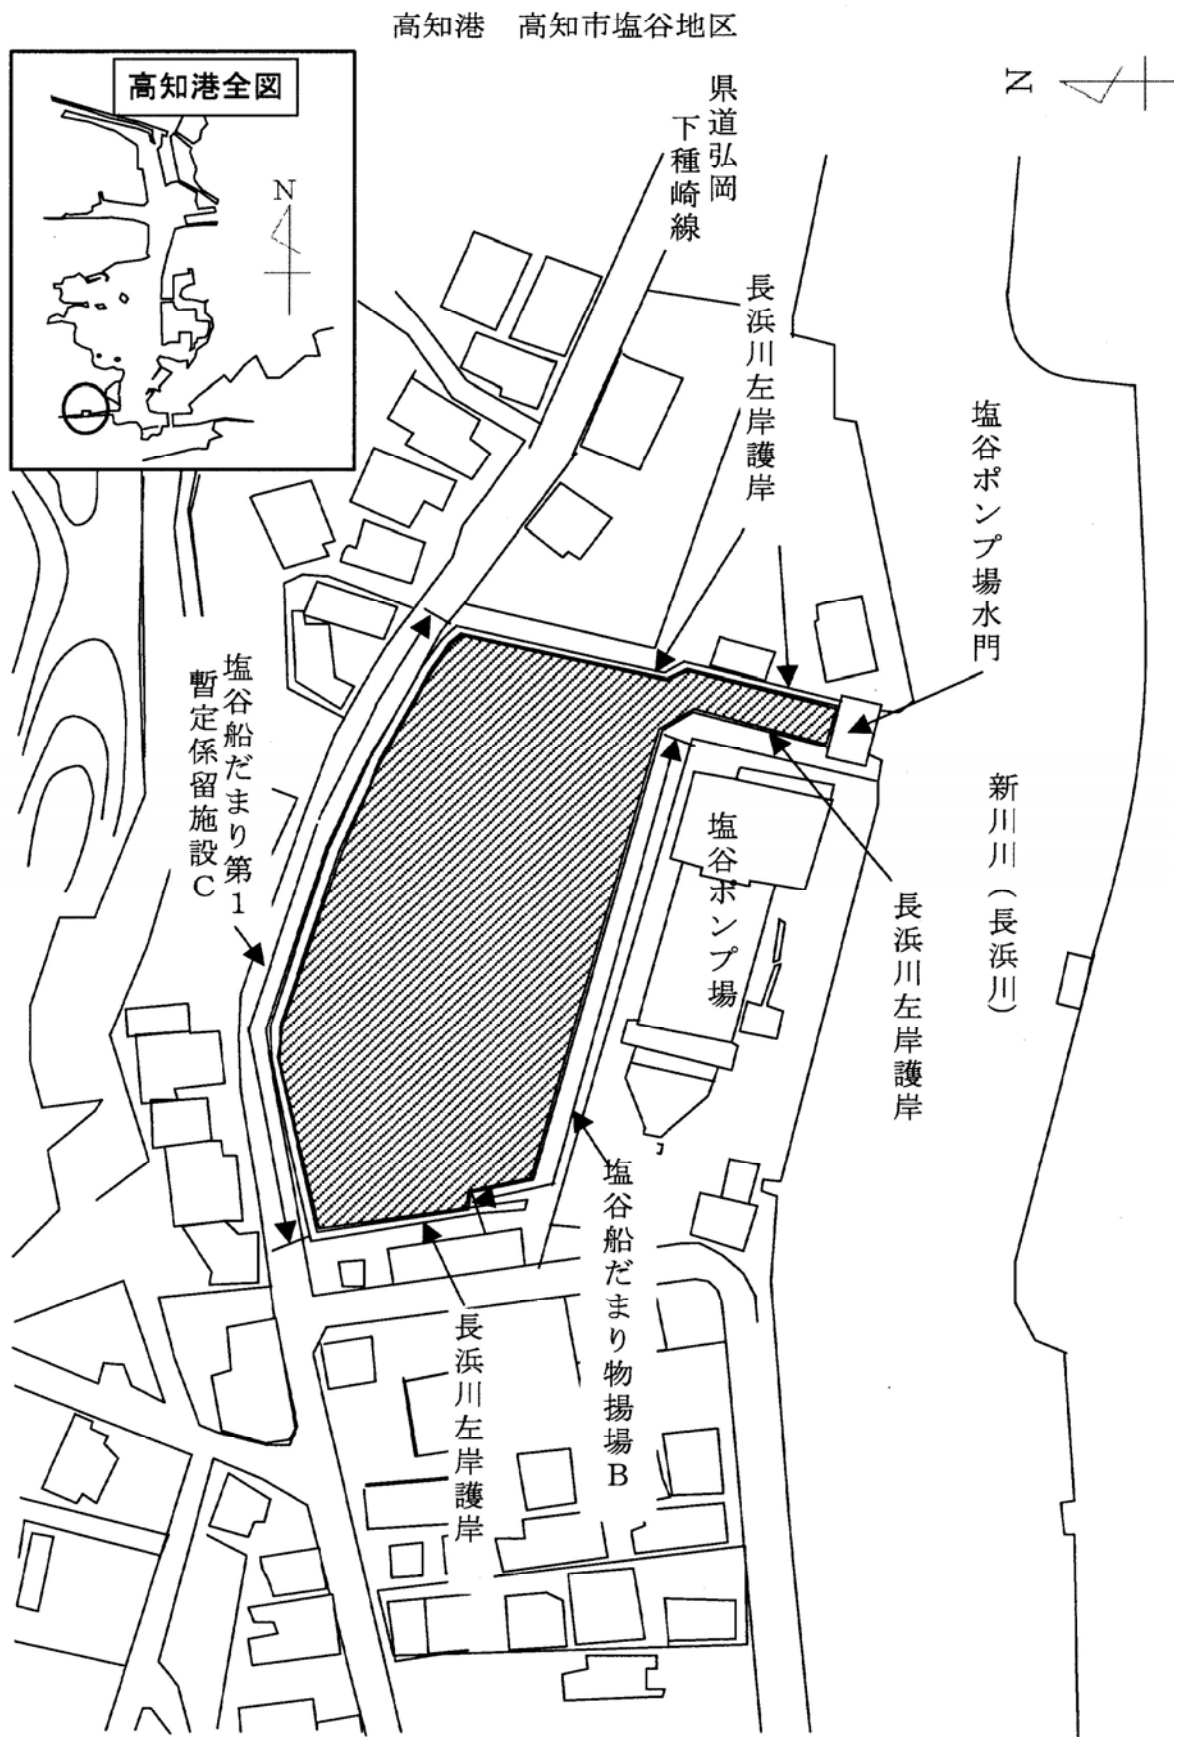 高知港 高知市塩谷地区
高知港全図
N
N
県道弘岡
下種崎線
長浜川左岸護岸
塩谷ポンプ場水門
塩谷船だまり第1
暫定係留施設C
塩谷ポンプ場
新川川(長浜川)
長浜川左岸護岸
塩谷船だまり物揚場B
長浜川左岸護岸